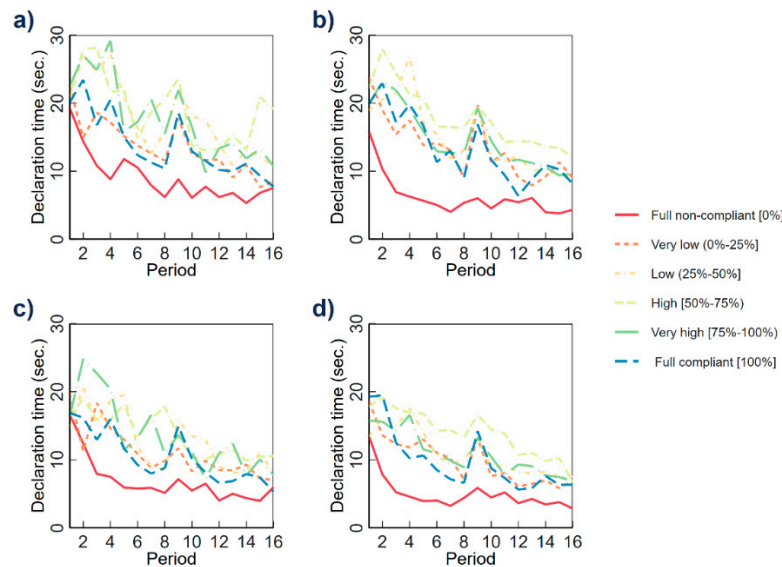 a)
30
20
10
0
Declaration time (sec.)
2 4 6 8 10 12 14 16
Period
b)
30
20
10
0
Declaration time (sec.)
2 4 6 8 10 12 14 16
Period
c)
30
20
10
0
Declaration time (sec.)
2 4 6 8 10 12 14 16
Period
d)
30
20
10
0
Declaration time (sec.)
2 4 6 8 10 12 14 16
Period
Full non-compliant [0%]
Very low (0%-25%)
Low (25%-50%]
High [50%-75%)
Very high [75%-100%)
Full compliant [100%]